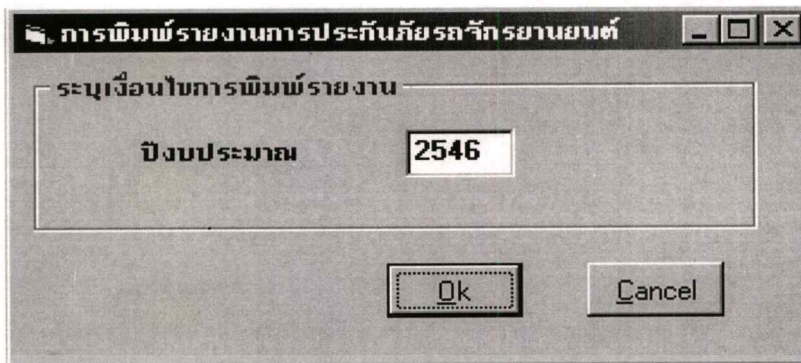 การพิมพ์รายงานการประกันภัยรถจักรยานยนต์
ระบุเงื่อนไขการพิมพ์รายงาน
ปีงบประมาณ 2546
Ok Cancel